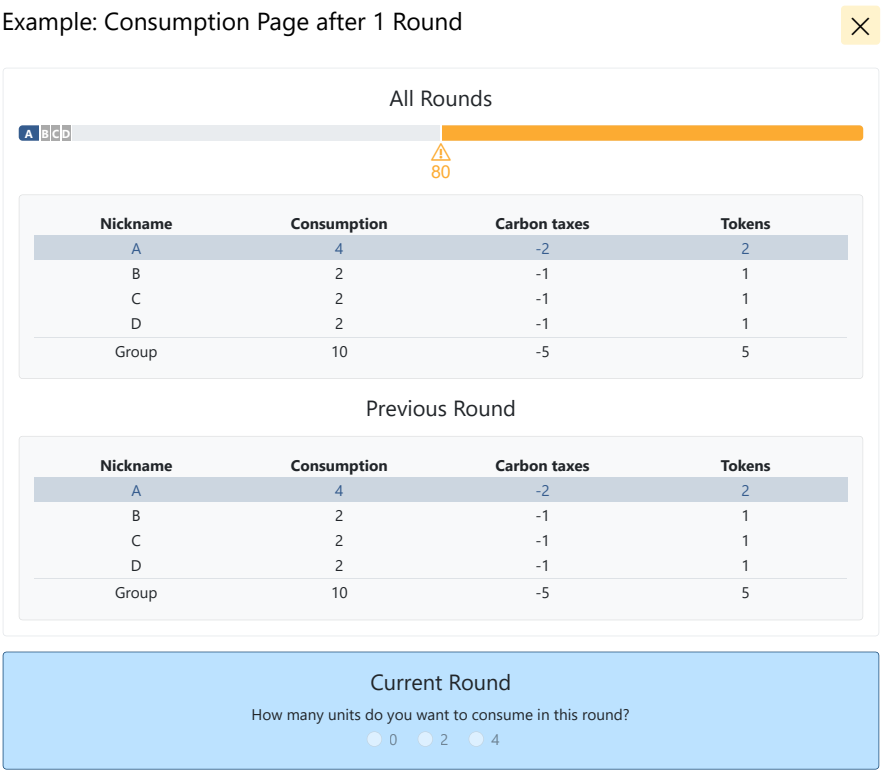 Example: Consumption Page after 1 Round
All Rounds
A B C D
80
Nickname Consumption Carbon taxes Tokens
A 4 -2 2
B 2 -1 1
C 2 -1 1
D 2 -1 1
Group 10 -5 5
Previous Round
Nickname Consumption Carbon taxes Tokens
A 4 -2 2
B 2 -1 1
C 2 -1 1
D 2 -1 1
Group 10 -5 5
Current Round
How many units do you want to consume in this round?
0 2 4